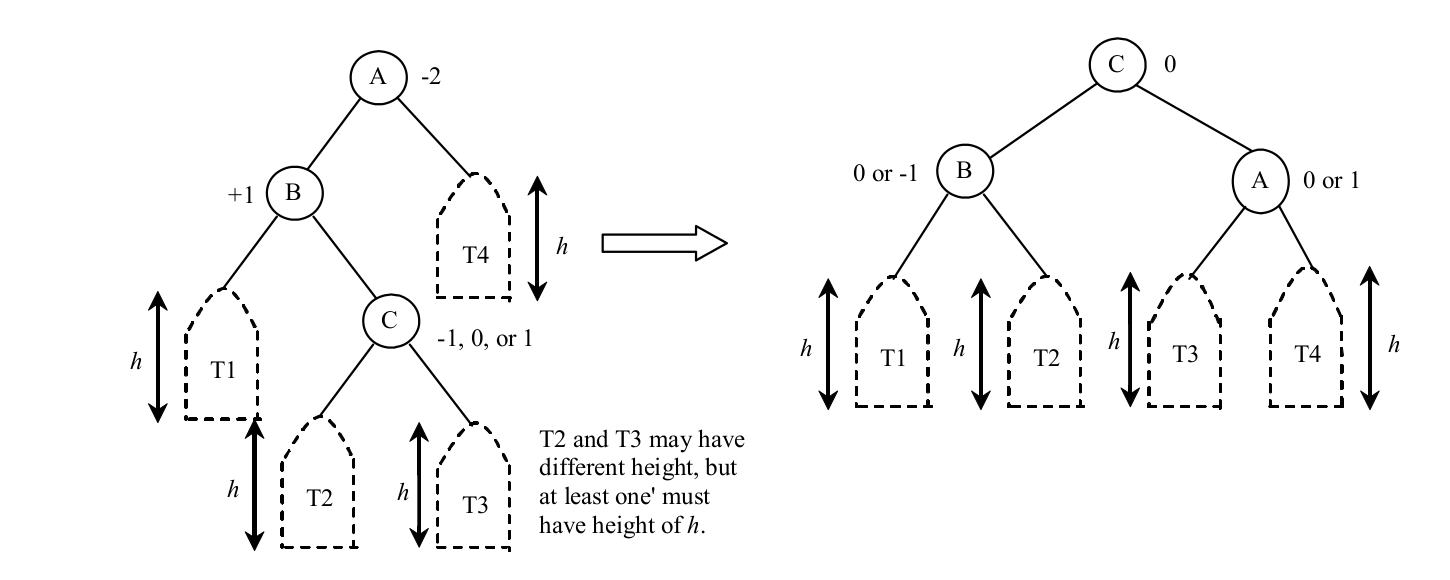 A
-2
B
+1
T4
h
C
-1, 0, or 1
T1
h
T2
h
T3
h
T2 and T3 may have
different height, but
at least one' must
have height of h.
C
0
B
0 or -1
A
0 or 1
h
T1
h
T2
h
T3
T4
h